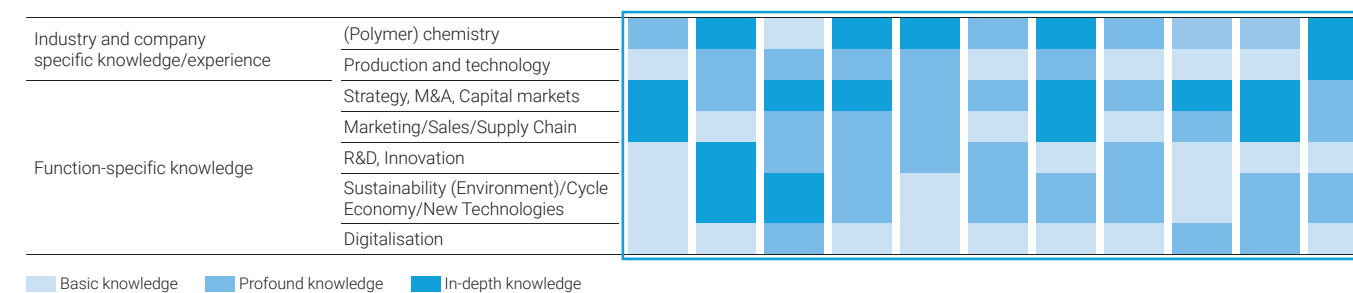 Industry and company
specific knowledge/experience
(Polymer) chemistry
Production and technology
Function-specific knowledge
Strategy, M&A, Capital markets
Marketing/Sales/Supply Chain
R&D, Innovation
Sustainability (Environment)/Cycle
Economy/New Technologies
Digitalisation
Basic knowledge
Profound knowledge
In-depth knowledge